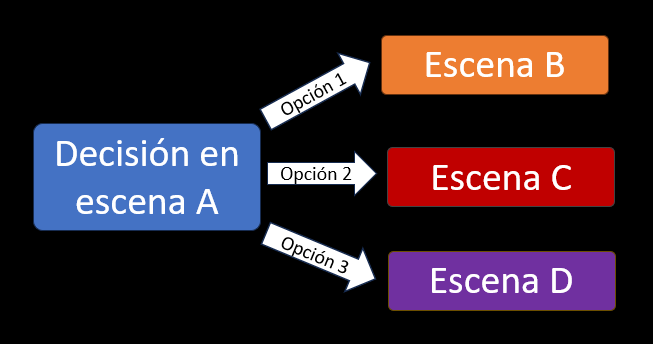 Decisión en
escena A
Opción 1
Escena B
Opción 2
Escena C
Opción 3
Escena D